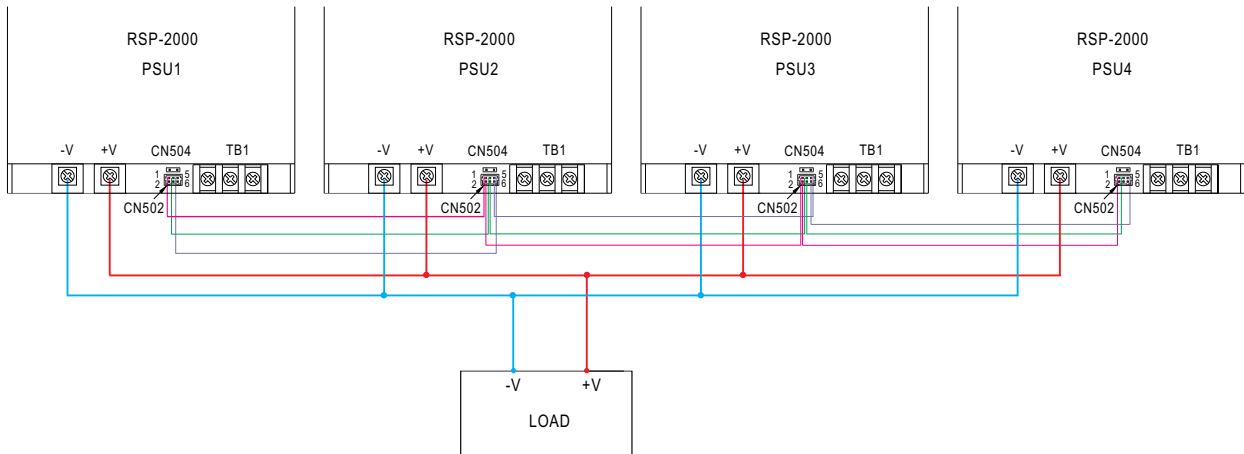 RSP-2000 RSP-2000 RSP-2000 RSP-2000
PSU1 PSU2 PSU3 PSU4
-V +V CN504 TB1 -V +V CN504 TB1 -V +V CN504 TB1 -V +V CN504 TB1
1 5 1 5 1 5 1 5
2 6 2 6 2 6 2 6
CN502 CN502 CN502 CN502
-V +V
LOAD